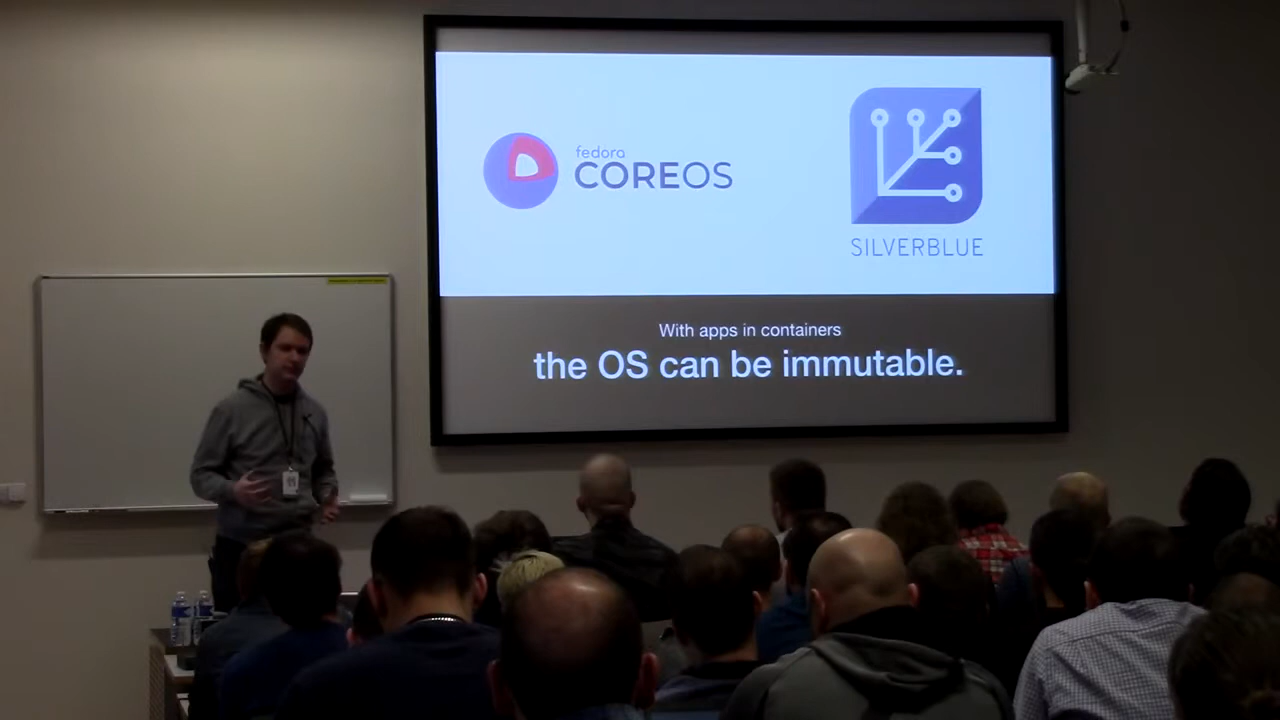 fedora
COREOS
SILVERBLUE
With apps in containers
the OS can be immutable.